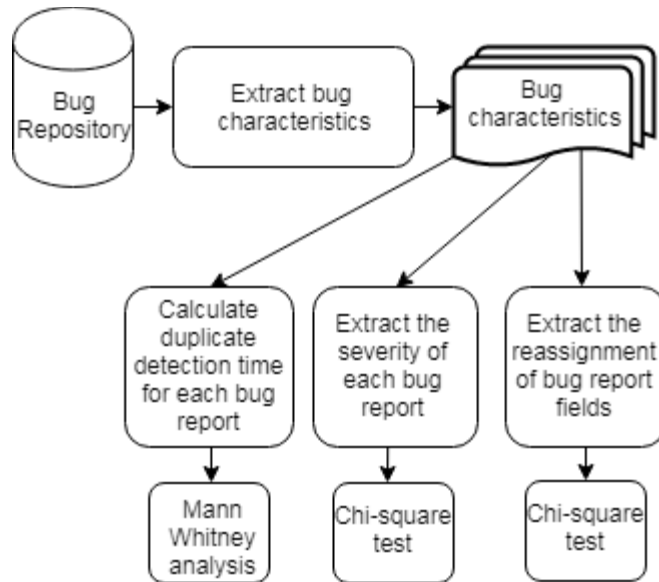 Bug
Repository
Extract bug
characteristics
Bug
characteristics
Calculate
duplicate
detection time
for each bug
report
Extract the
severity of
each bug
report
Extract the
reassignment
of bug report
fields
Mann
Whitney
analysis
Chi-square
test
Chi-square
test